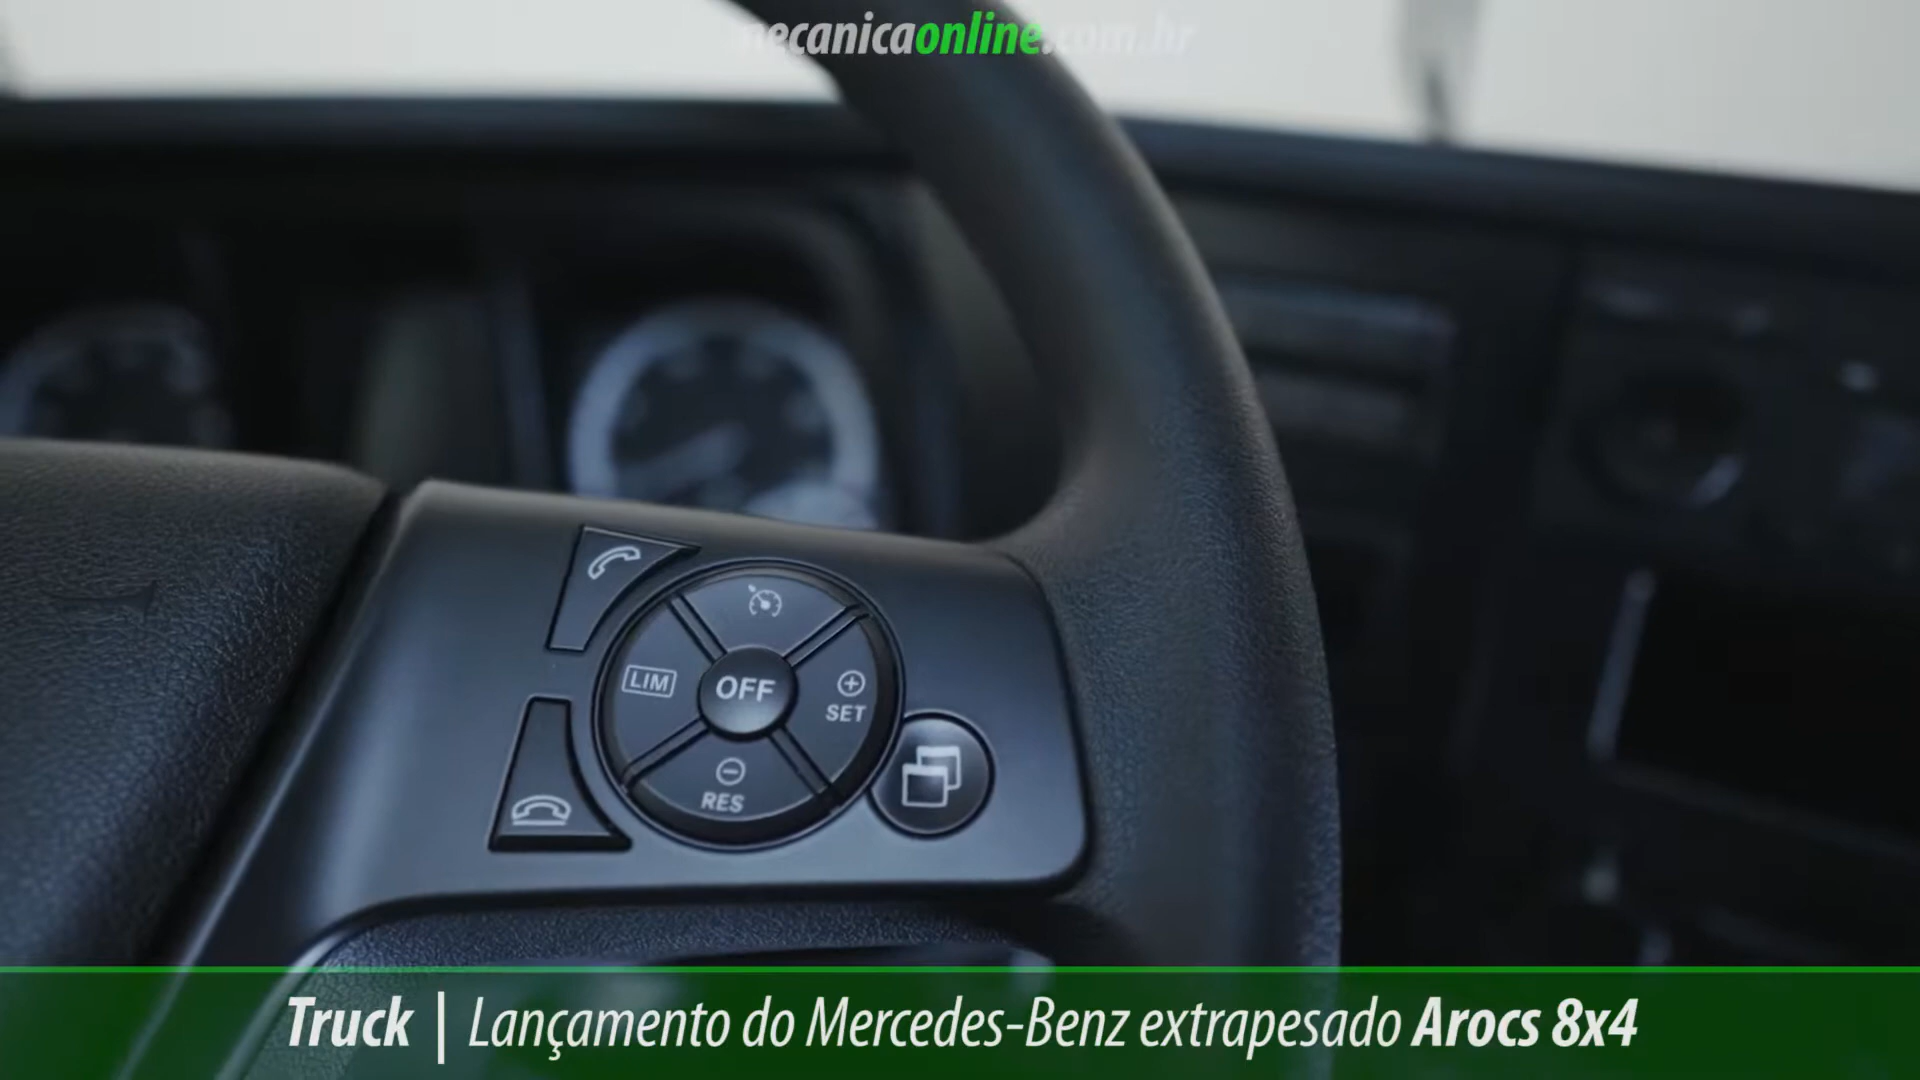 mecanicaonline.com.br
LIM
OFF
SET
RES
Truck | Lançamento do Mercedes-Benz extrapesado Arocs 8x4